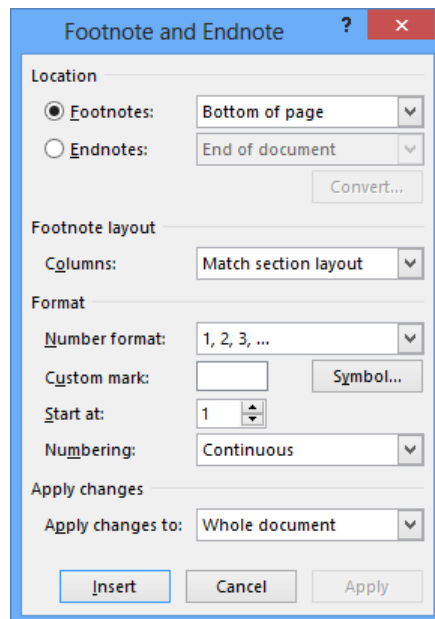 Footnote and Endnote ?
Location
Footnotes: Bottom of page
Endnotes: End of document
Convert...
Footnote layout
Columns: Match section layout
Format
Number format: 1, 2, 3, ...
Custom mark: Symbol...
Start at: 1
Numbering: Continuous
Apply changes
Apply changes to: Whole document
Insert Cancel Apply